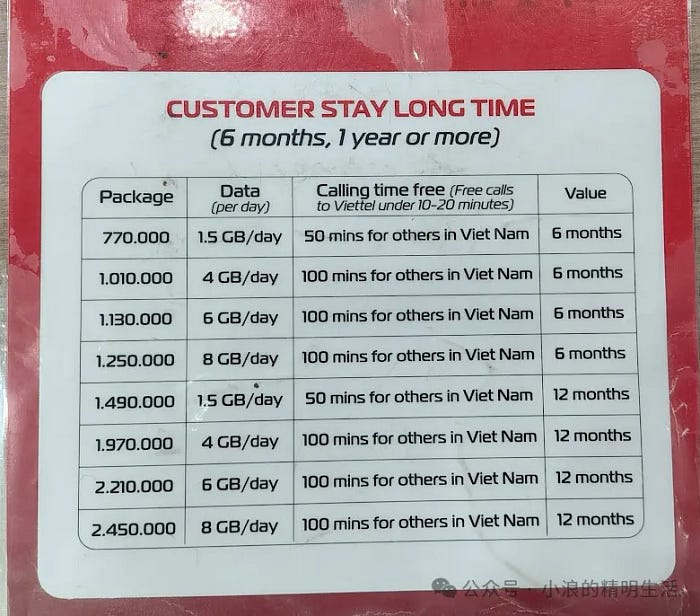 CUSTOMER STAY LONG TIME
(6 months, 1 year or more)
Package Data (per day) Calling time free (Free calls to Viettel under 10-20 minutes) Value
770.000 1.5 GB/day 50 mins for others in Viet Nam 6 months
1.010.000 4 GB/day 100 mins for others in Viet Nam 6 months
1.130.000 6 GB/day 100 mins for others in Viet Nam 6 months
1.250.000 8 GB/day 100 mins for others in Viet Nam 6 months
1.490.000 1.5 GB/day 50 mins for others in Viet Nam 12 months
1.970.000 4 GB/day 100 mins for others in Viet Nam 12 months
2.210.000 6 GB/day 100 mins for others in Viet Nam 12 months
2.450.000 8 GB/day 100 mins for others in Viet Nam 12 months
公众号 · 小浪的精明生活